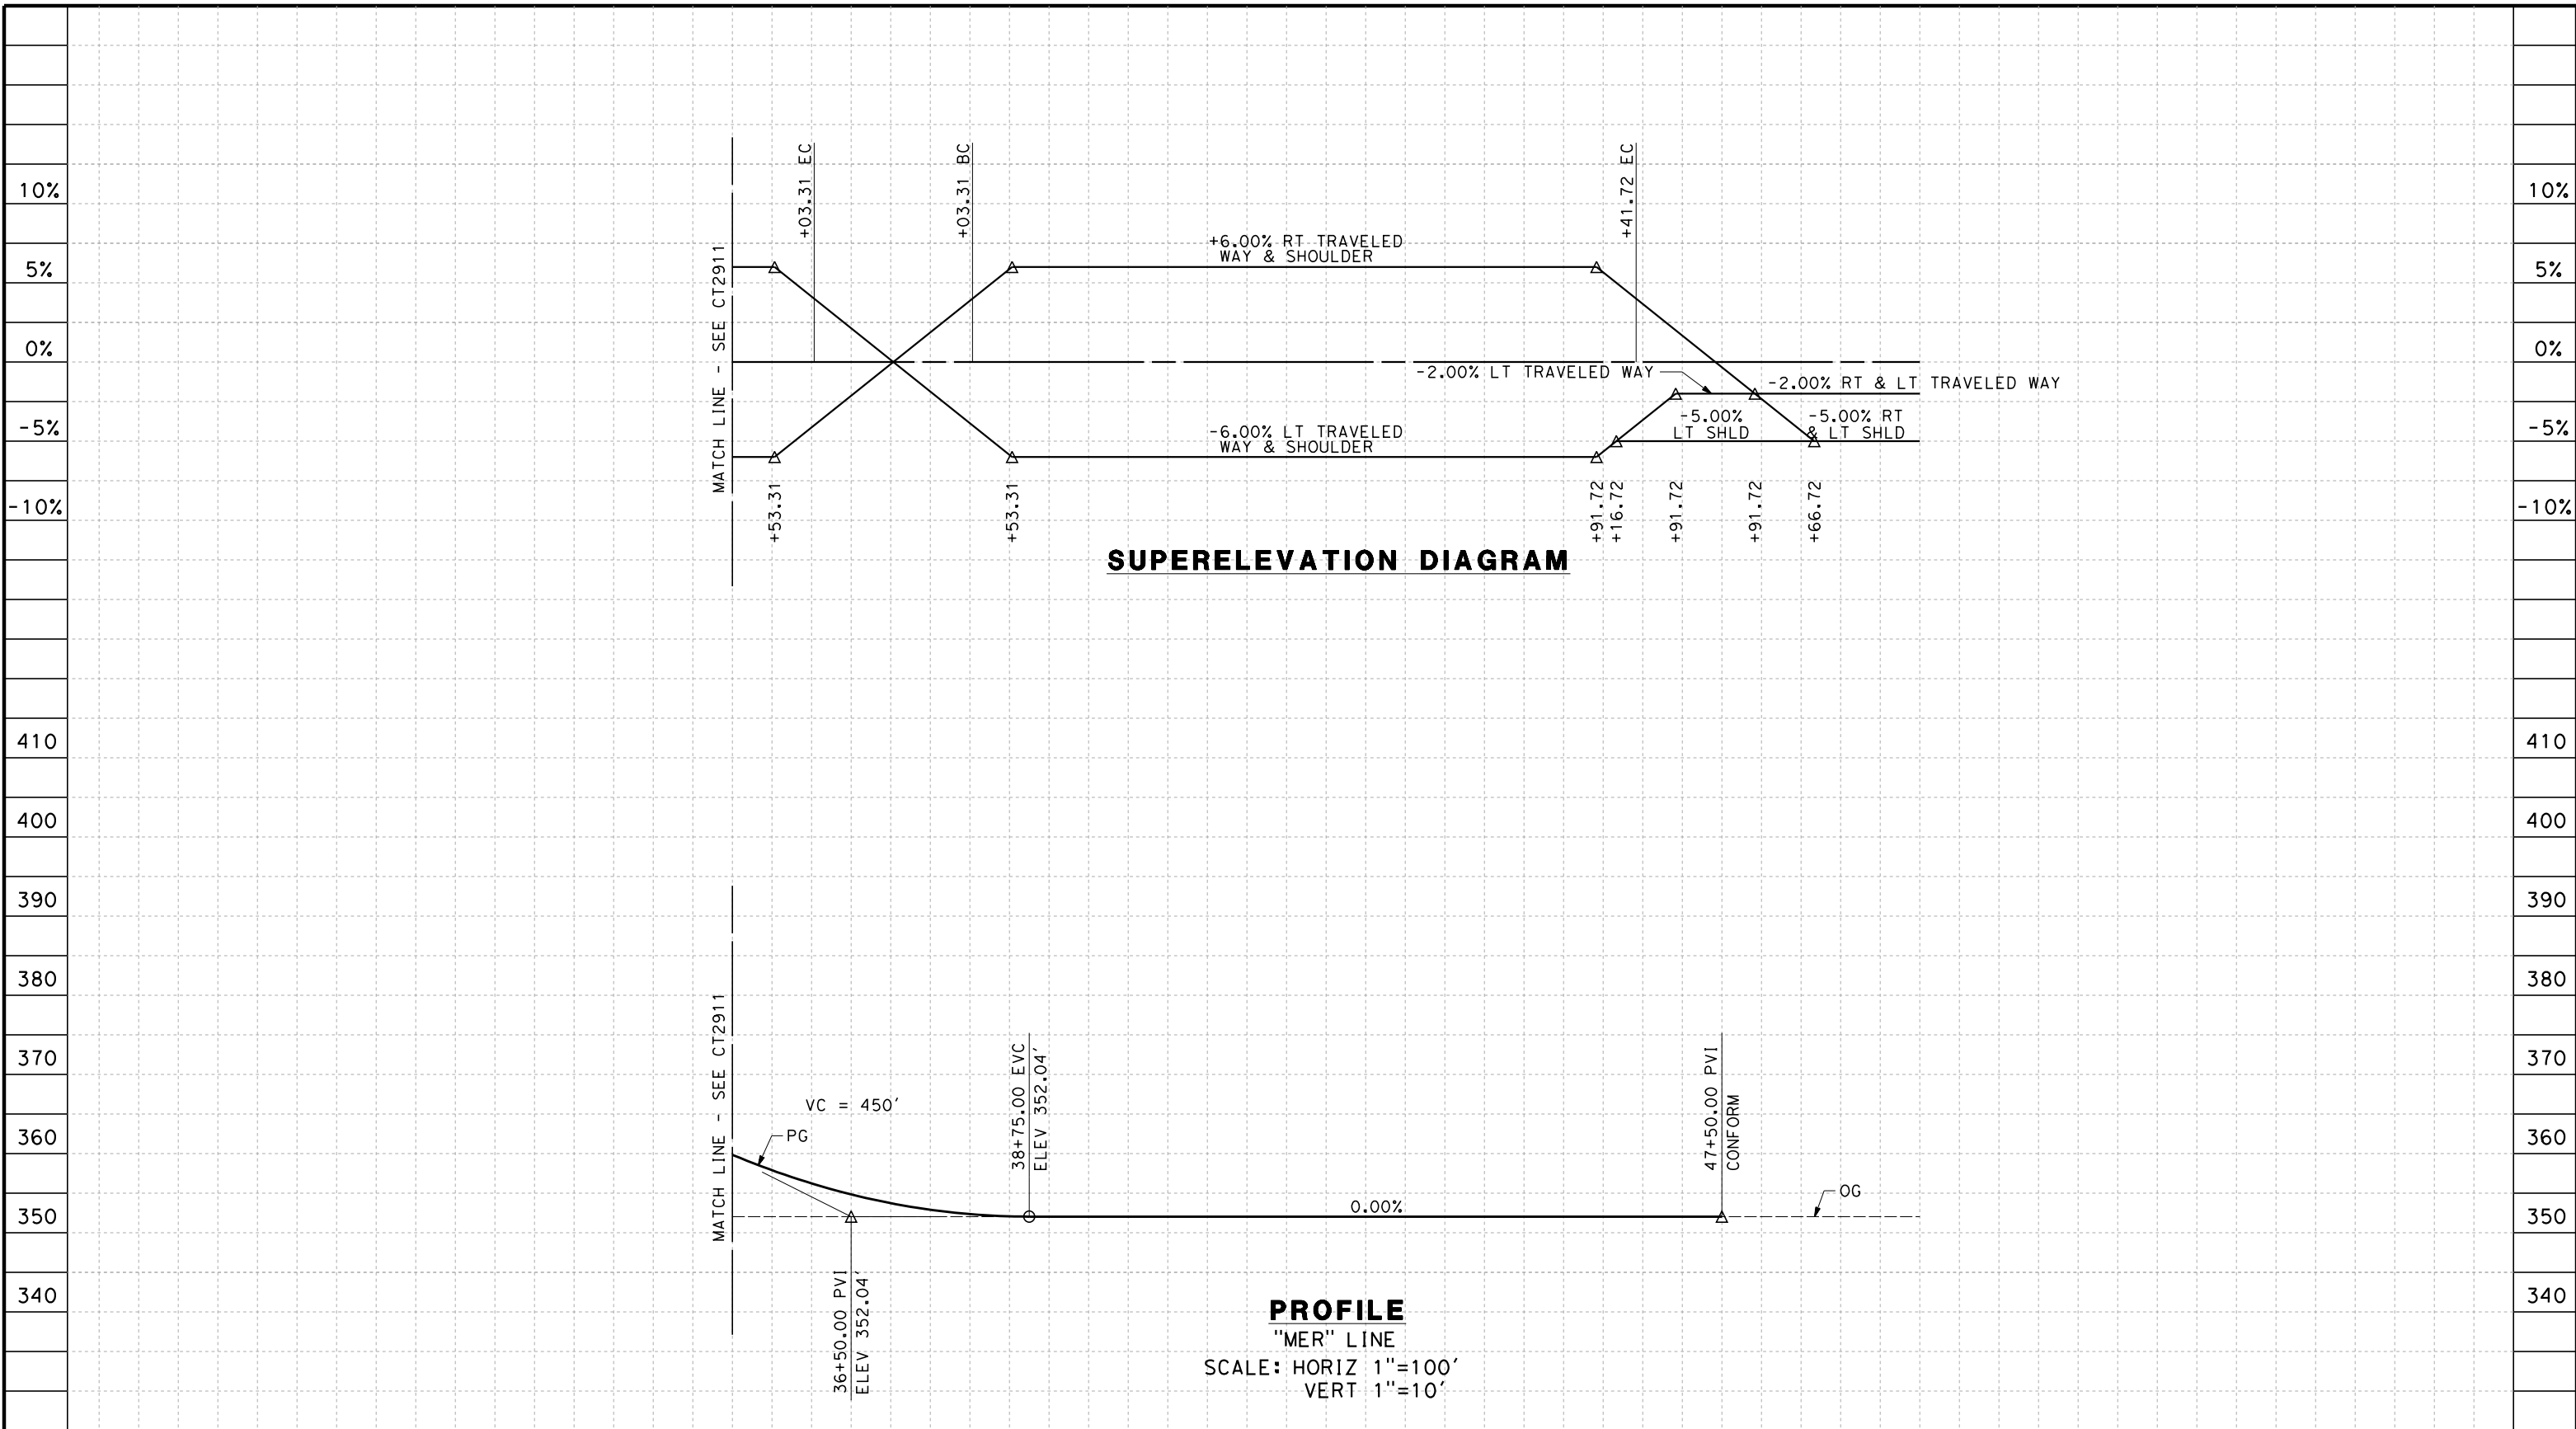 10%
5%
0%
-5%
-10%
410
400
390
380
370
360
350
340
MATCH LINE - SEE CT2911
+03.31 EC
+03.31 BC
+41.72 EC
+6.00% RT TRAVELED
WAY & SHOULDER
-2.00% LT TRAVELED WAY
-2.00% RT & LT TRAVELED WAY
-5.00%
LT SHLD
-5.00% RT
& LT SHLD
-6.00% LT TRAVELED
WAY & SHOULDER
+53.31
+53.31
+91.72
+16.72
+91.72
+91.72
+66.72
SUPERELEVATION DIAGRAM
MATCH LINE - SEE CT2911
VC = 450'
PG
38+75.00 EVC
ELEV 352.04'
47+50.00 PVI
CONFORM
0.00%
OG
36+50.00 PVI
ELEV 352.04'
PROFILE
"MER" LINE
SCALE: HORIZ 1"=100'
VERT 1"=10'
10%
5%
0%
-5%
-10%
410
400
390
380
370
360
350
340